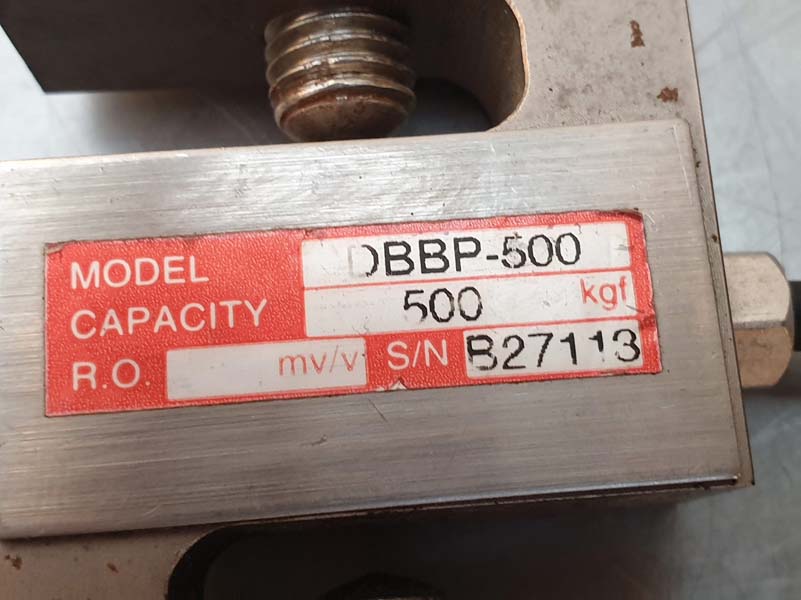 MODEL DBBP-500
CAPACITY 500 kgf
R.O. mv/v S/N B27113